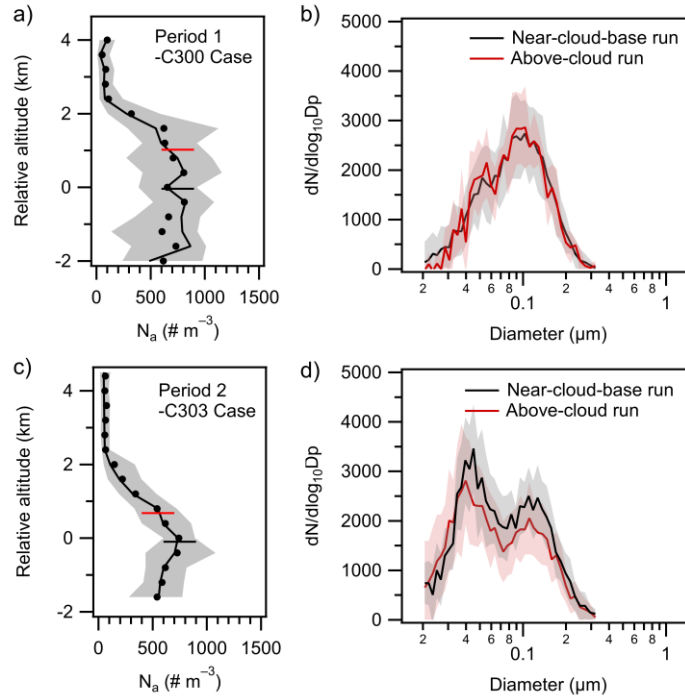 a)
Period 1
-C300 Case
4
2
0
-2
Relative altitude (km)
0 500 1000 1500
Nₐ (# m⁻³)
b)
Near-cloud-base run
Above-cloud run
5000
4000
3000
2000
1000
0
dN/dlog₁₀Dp
2 4 6 8 0.1 2 4 6 8 1
Diameter (µm)
c)
Period 2
-C303 Case
4
2
0
-2
Relative altitude (km)
0 500 1000 1500
Nₐ (# m⁻³)
d)
Near-cloud-base run
Above-cloud run
5000
4000
3000
2000
1000
0
dN/dlog₁₀Dp
2 4 6 8 0.1 2 4 6 8 1
Diameter (µm)